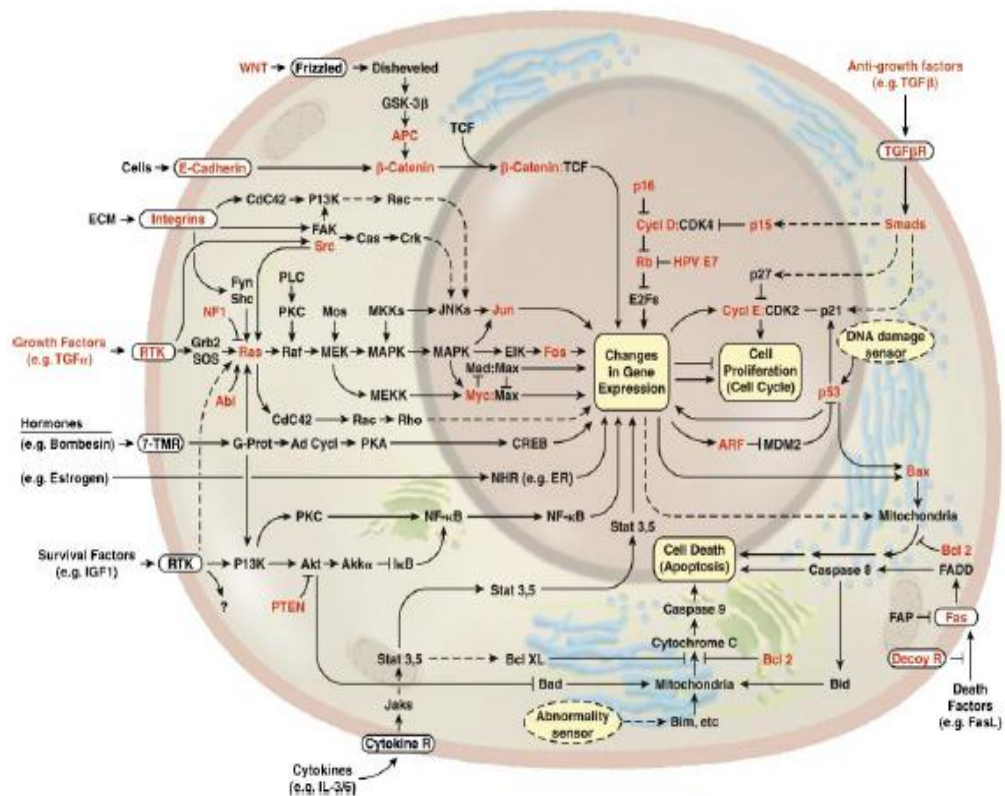 WNT Frizzled Disheveled
Anti-growth factors
(e.g. TGFβ)
GSK-3β
APC
TCF
TGFβR
Cells E-Cadherin β-Catenin β-Catenin:TCF
p16
CdC42 P13K Rac
ECM Integrins
FAK
Cycl D:CDK4 p15 Smads
Src Cas Crk
Rb HPV E7
Fyn
Shc
PLC
p27
E2Fs
NF1
PKC Mos MKKs JNKs Jun
Cycl E:CDK2 p21
Growth Factors
(e.g. TGFα)
RTK
Grb2
SOS
Ras Raf MEK MAPK MAPK ElK Fos
Changes
in Gene
Expression
Cell
Proliferation
(Cell Cycle)
DNA damage
sensor
Mad:Max
Abl
MEKK Myc:Max
p53
CdC42 Rac Rho
Hormones
(e.g. Bombesin) 7-TMR G-Prot Ad Cycl PKA CREB
ARF MDM2
(e.g. Estrogen) NHR (e.g. ER)
Bax
PKC NF-κB NF-κB
Stat 3,5
Mitochondria
Survival Factors
(e.g. IGF1)
RTK P13K Akt Akkα IκB
Cell Death
(Apoptosis)
Bcl 2
Caspase 8 FADD
PTEN
?
Stat 3,5
Caspase 9
FAP Fas
Cytochrome C
Stat 3,5 Bcl XL Bcl 2
Decoy R
Bad Mitochondria Bid
Death
Factors
(e.g. FasL)
Jaks
Abnormality
sensor
Bim, etc
Cytokine R
Cytokines
(e.g. IL-3/6)